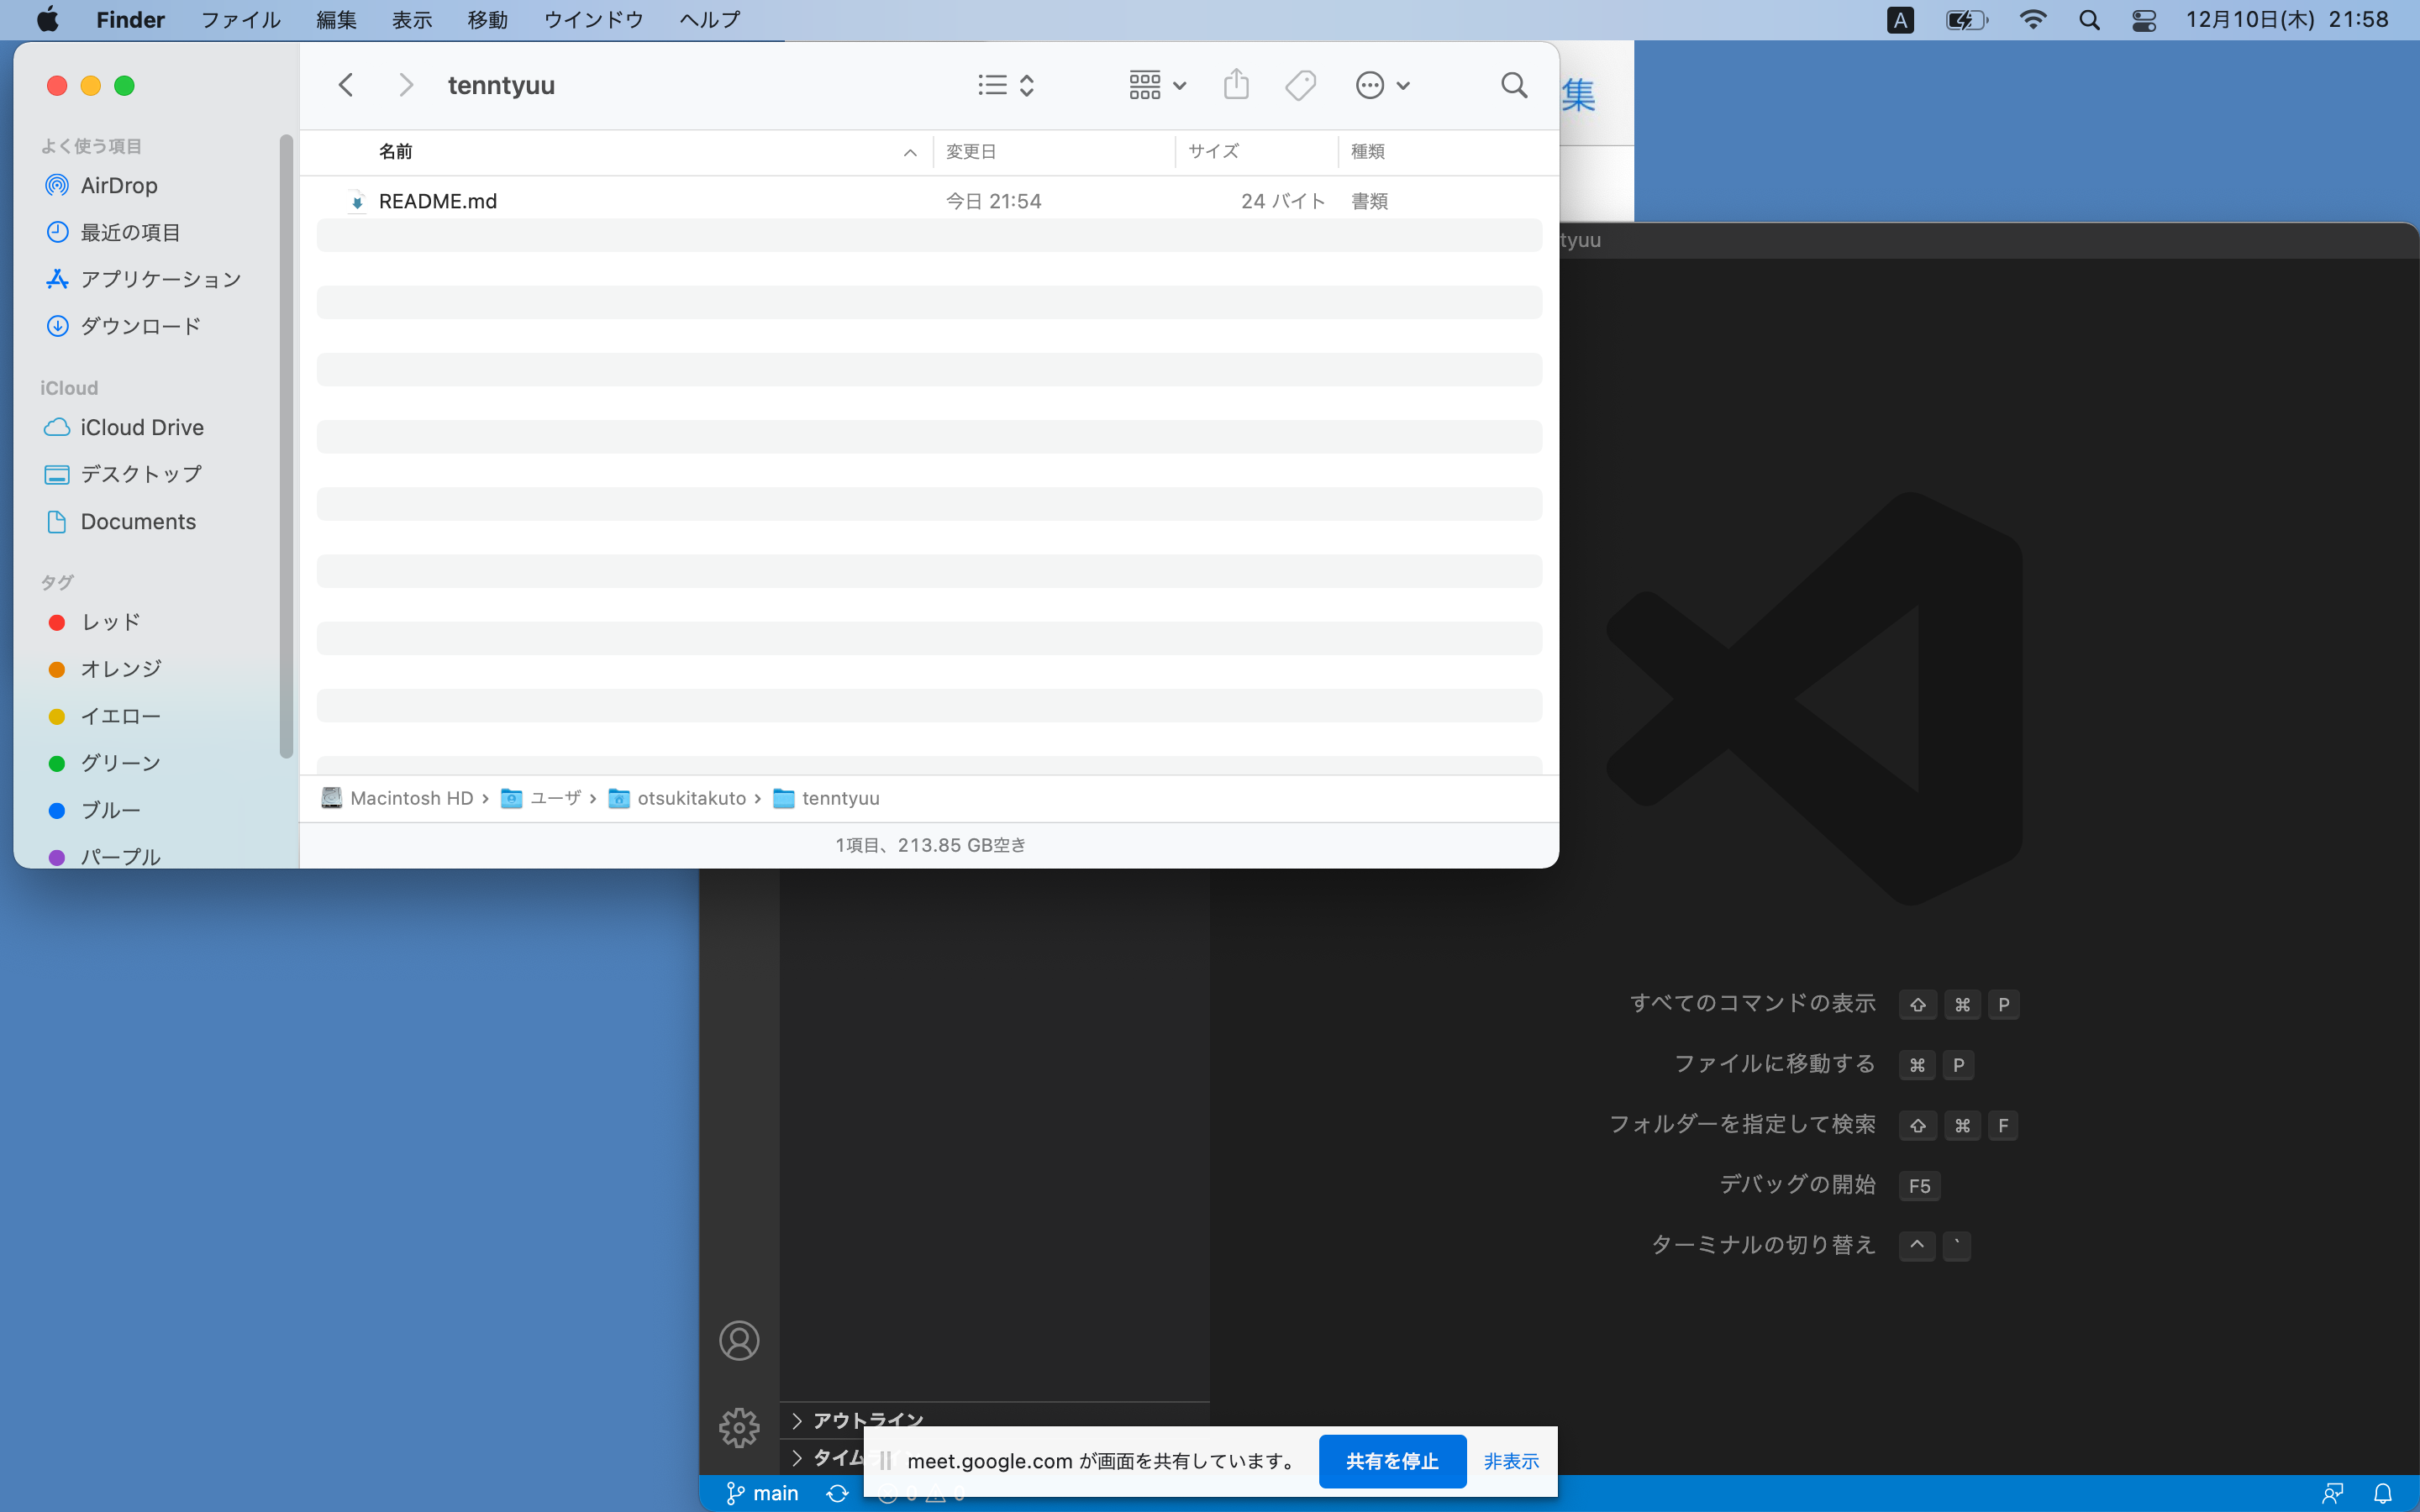 Finder ファイル 編集 表示 移動 ウインドウ ヘルプ A 12月10日(木) 21:58
tenntyuu
集
よく使う項目
AirDrop
最近の項目
アプリケーション
ダウンロード
iCloud
iCloud Drive
デスクトップ
Documents
タグ
レッド
オレンジ
イエロー
グリーン
ブルー
パープル
名前 変更日 サイズ 種類
README.md 今日 21:54 24 バイト 書類
Macintosh HD › ユーザ › otsukitakuto › tenntyuu
1項目、213.85 GB空き
tyuu
すべてのコマンドの表示 ⇧ ⌘ P
ファイルに移動する ⌘ P
フォルダーを指定して検索 ⇧ ⌘ F
デバッグの開始 F5
ターミナルの切り替え ^ `
アウトライン
タイム
meet.google.com が画面を共有しています。 共有を停止 非表示
main 0 0